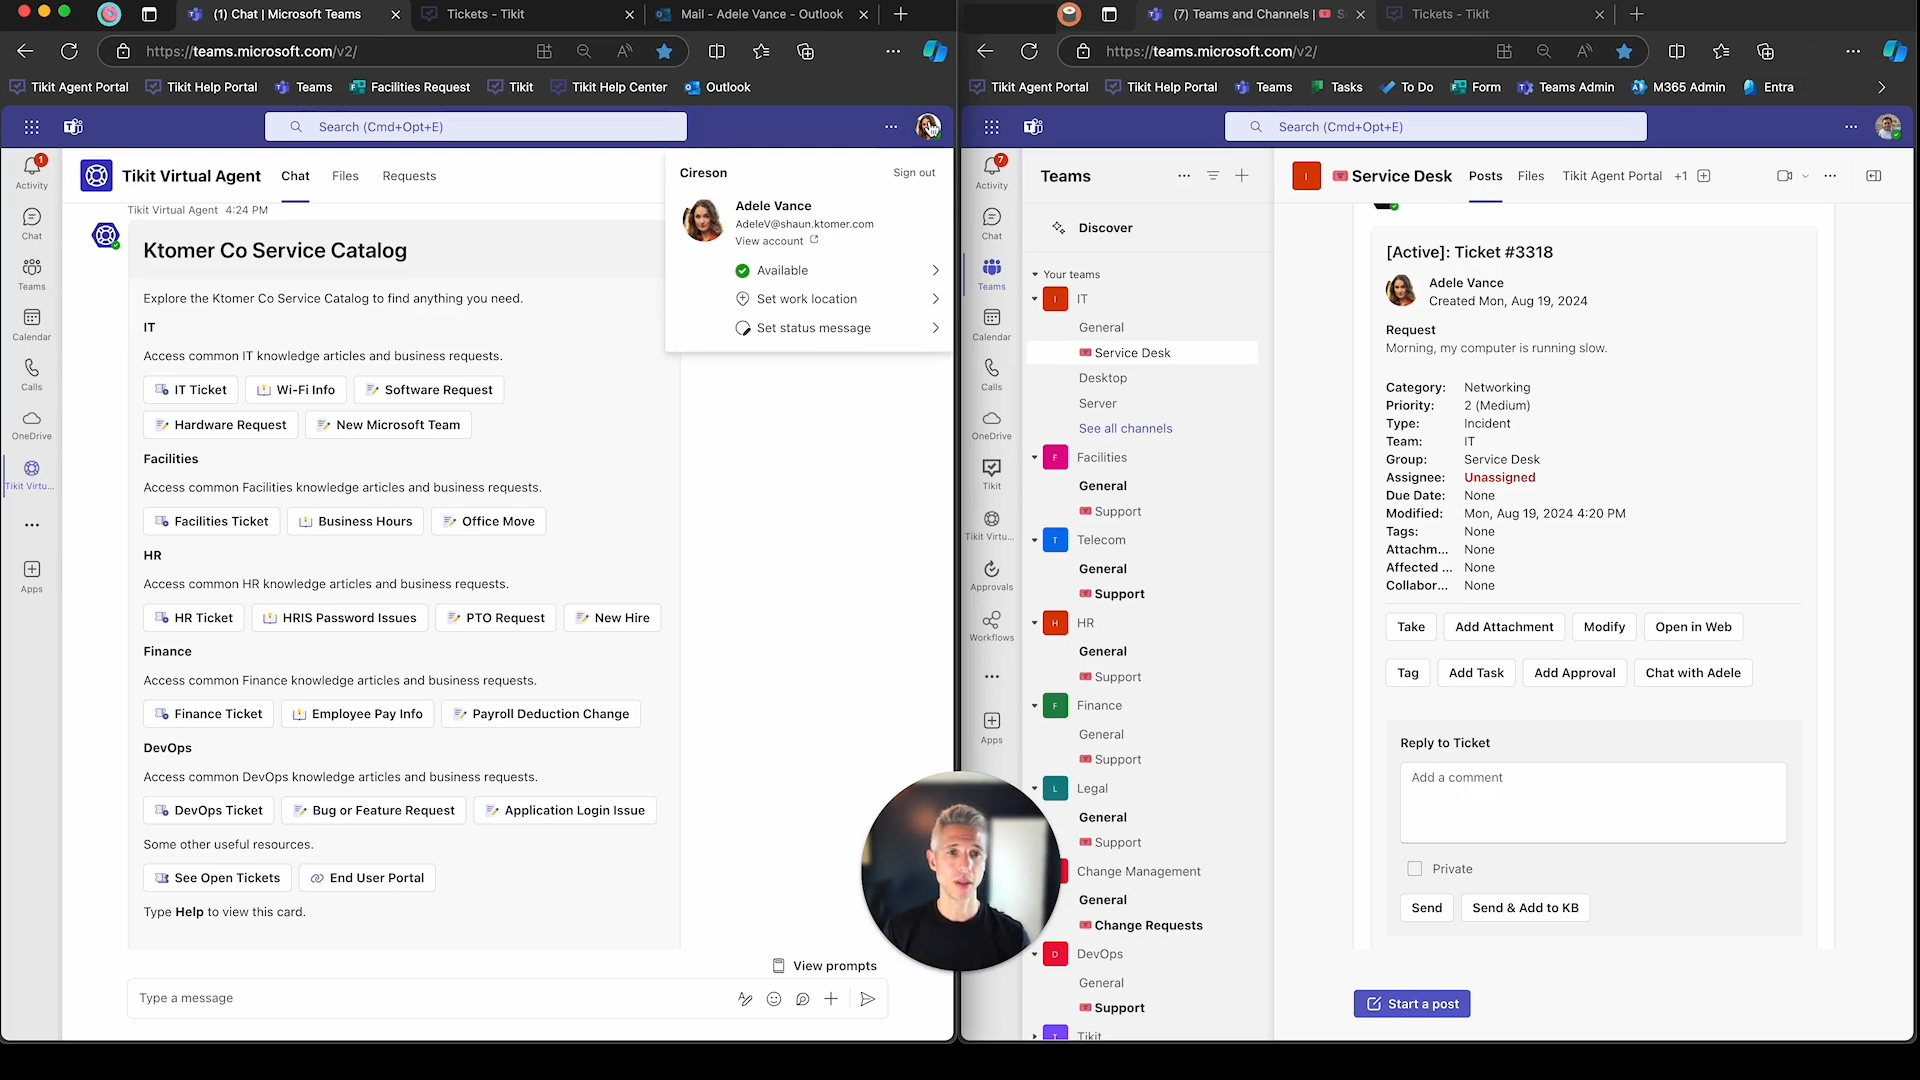 (1) Chat | Microsoft Teams
Tickets - Tikit
Mail - Adele Vance - Outlook
https://teams.microsoft.com/v2/
Tikit Agent Portal
Tikit Help Portal
Teams
Facilities Request
Tikit
Tikit Help Center
Outlook
Search (Cmd+Opt+E)
1
Activity
Chat
Teams
Calendar
Calls
OneDrive
Tikit Virtu...
Apps
Tikit Virtual Agent
Chat
Files
Requests
Tikit Virtual Agent 4:24 PM
Ktomer Co Service Catalog
Explore the Ktomer Co Service Catalog to find anything you need.
IT
Access common IT knowledge articles and business requests.
IT Ticket
Wi-Fi Info
Software Request
Hardware Request
New Microsoft Team
Facilities
Access common Facilities knowledge articles and business requests.
Facilities Ticket
Business Hours
Office Move
HR
Access common HR knowledge articles and business requests.
HR Ticket
HRIS Password Issues
PTO Request
New Hire
Finance
Access common Finance knowledge articles and business requests.
Finance Ticket
Employee Pay Info
Payroll Deduction Change
DevOps
Access common DevOps knowledge articles and business requests.
DevOps Ticket
Bug or Feature Request
Application Login Issue
Some other useful resources.
See Open Tickets
End User Portal
Type Help to view this card.
View prompts
Type a message
Cireson
Sign out
Adele Vance
AdeleV@shaun.ktomer.com
View account
Available
Set work location
Set status message
(7) Teams and Channels |
Tickets - Tikit
https://teams.microsoft.com/v2/
Tikit Agent Portal
Tikit Help Portal
Teams
Tasks
To Do
Form
Teams Admin
M365 Admin
Entra
Search (Cmd+Opt+E)
7
Activity
Chat
Teams
Calendar
Calls
OneDrive
Tikit
Tikit Virtu...
Approvals
Workflows
Apps
Teams
Discover
Your teams
I IT
General
Service Desk
Desktop
Server
See all channels
F Facilities
General
Support
T Telecom
General
Support
H HR
General
Support
F Finance
General
Support
L Legal
General
Support
Change Management
General
Change Requests
D DevOps
General
Support
T Tikit
I
Service Desk
Posts
Files
Tikit Agent Portal
+1
[Active]: Ticket #3318
Adele Vance
Created Mon, Aug 19, 2024
Request
Morning, my computer is running slow.
Category: Networking
Priority: 2 (Medium)
Type: Incident
Team: IT
Group: Service Desk
Assignee: Unassigned
Due Date: None
Modified: Mon, Aug 19, 2024 4:20 PM
Tags: None
Attachm... None
Affected ... None
Collabor... None
Take
Add Attachment
Modify
Open in Web
Tag
Add Task
Add Approval
Chat with Adele
Reply to Ticket
Add a comment
Private
Send
Send & Add to KB
Start a post